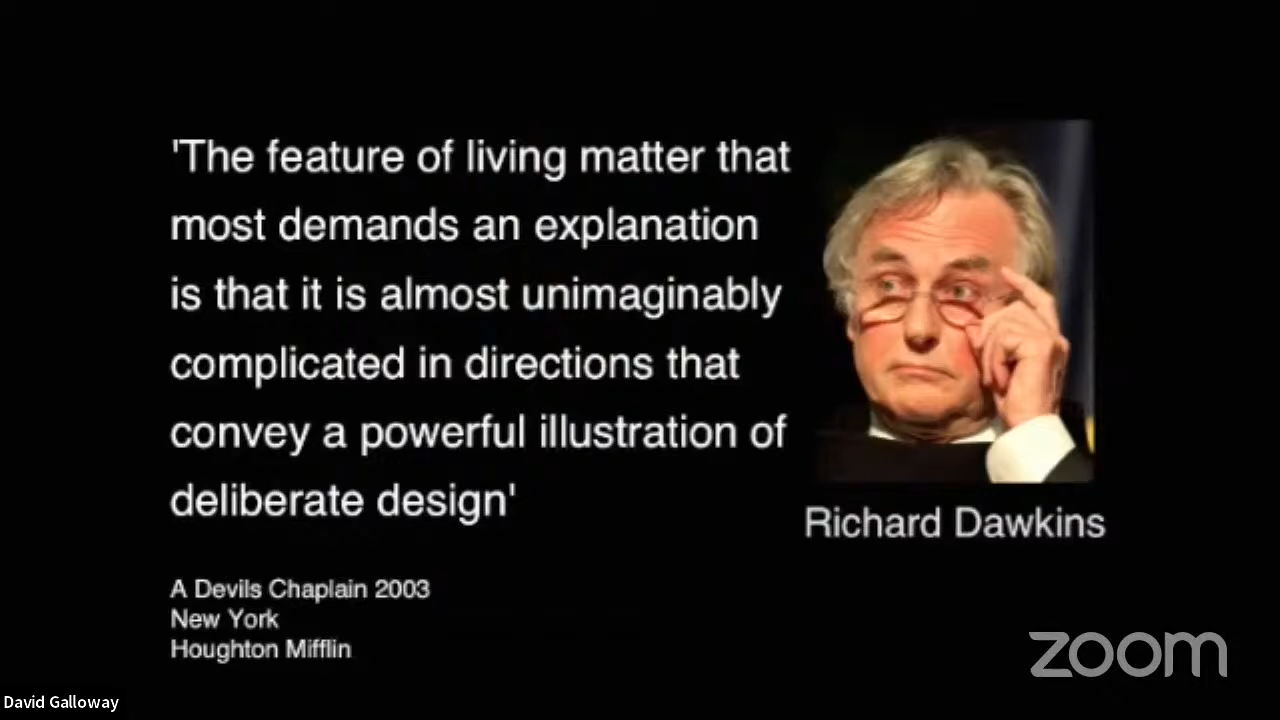 'The feature of living matter that
most demands an explanation
is that it is almost unimaginably
complicated in directions that
convey a powerful illustration of
deliberate design'
Richard Dawkins
A Devils Chaplain 2003
New York
Houghton Mifflin
zoom
David Galloway